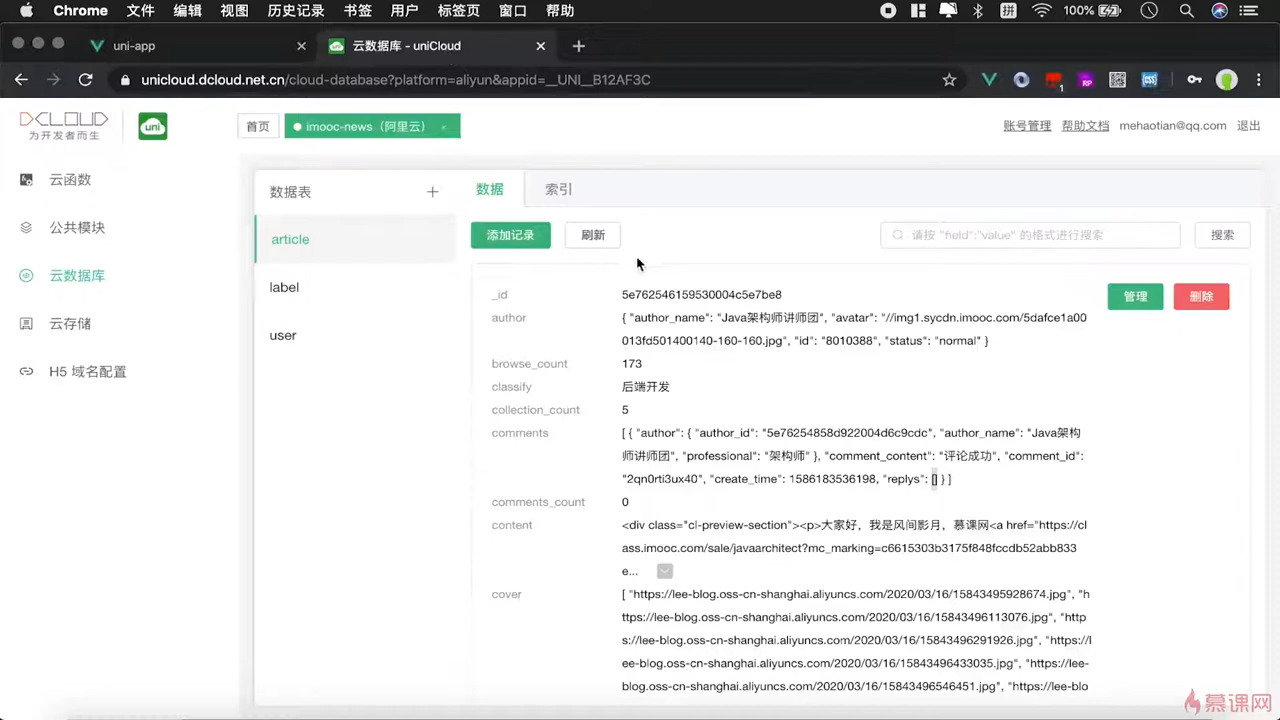 Chrome 文件 编辑 视图 历史记录 书签 用户 标签页 窗口 帮助 拼 100%
uni-app
云数据库 - uniCloud
unicloud.dcloud.net.cn/cloud-database?platform=aliyun&appid=__UNI__B12AF3C
RP 1 CSS
DCLOUD
为开发者而生
uni
首页
imooc-news（阿里云）
账号管理 帮助文档 mehaotian@qq.com 退出
云函数
公共模块
云数据库
云存储
H5 域名配置
数据表
article
label
user
数据 索引
添加记录 刷新
请按 "field":"value" 的格式进行搜索
搜索
_id 5e762546159530004c5e7be8
管理 删除
author { "author_name": "Java架构师讲师团", "avatar": "//img1.sycdn.imooc.com/5dafce1a00
013fd501400140-160-160.jpg", "id": "8010388", "status": "normal" }
browse_count 173
classify 后端开发
collection_count 5
comments [ { "author": { "author_id": "5e76254858d922004d6c9cdc", "author_name": "Java架构
师讲师团", "professional": "架构师" }, "comment_content": "评论成功", "comment_id":
"2qn0rti3ux40", "create_time": 1586183536198, "replys": [] } ]
comments_count 0
content <div class="cl-preview-section"><p>大家好，我是风间影月，慕课网<a href="https://cl
ass.imooc.com/sale/javaarchitect?mc_marking=c6615303b3175f848fccdb52abb833
e...
cover [ "https://lee-blog.oss-cn-shanghai.aliyuncs.com/2020/03/16/15843495928674.jpg", "h
ttps://lee-blog.oss-cn-shanghai.aliyuncs.com/2020/03/16/15843496113076.jpg", "http
s://lee-blog.oss-cn-shanghai.aliyuncs.com/2020/03/16/15843496291926.jpg", "https://l
ee-blog.oss-cn-shanghai.aliyuncs.com/2020/03/16/15843496433035.jpg", "https://lee-
blog.oss-cn-shanghai.aliyuncs.com/2020/03/16/15843496546451.jpg", "https://lee-blo
慕课网